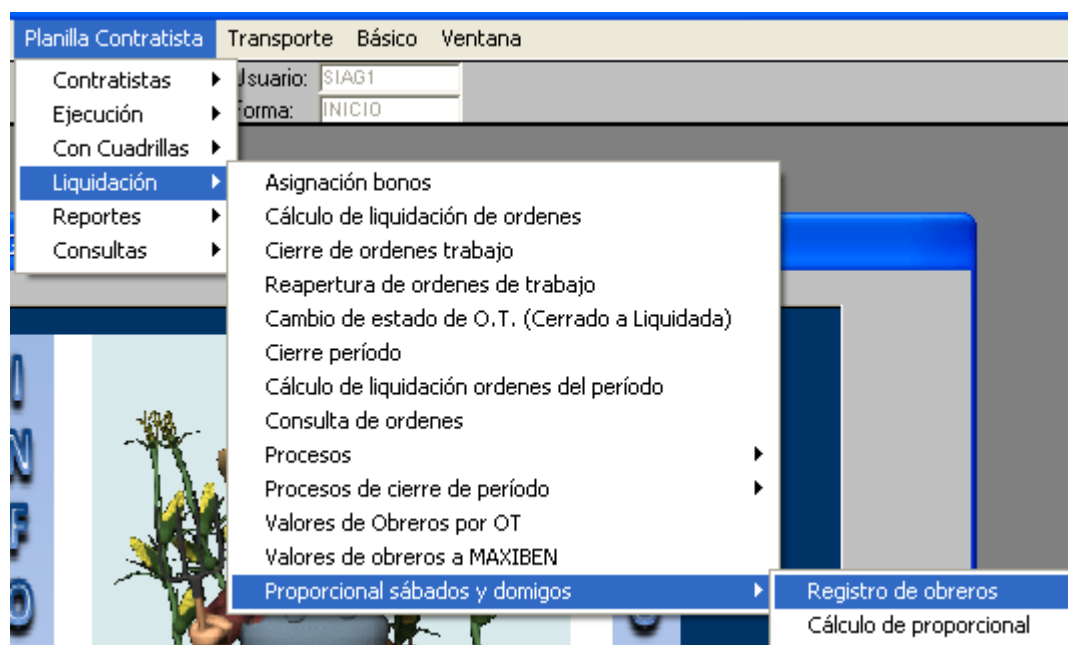 Planilla Contratista Transporte Básico Ventana
Contratistas
Usuario: SIAG1
Ejecución
Forma: INICIO
Con Cuadrillas
Liquidación
Reportes
Consultas
Asignación bonos
Cálculo de liquidación de ordenes
Cierre de ordenes trabajo
Reapertura de ordenes de trabajo
Cambio de estado de O.T. (Cerrado a Liquidada)
Cierre período
Cálculo de liquidación ordenes del período
Consulta de ordenes
Procesos
Procesos de cierre de período
Valores de Obreros por OT
Valores de obreros a MAXIBEN
Proporcional sábados y domigos
Registro de obreros
Cálculo de proporcional
I
N
F
O